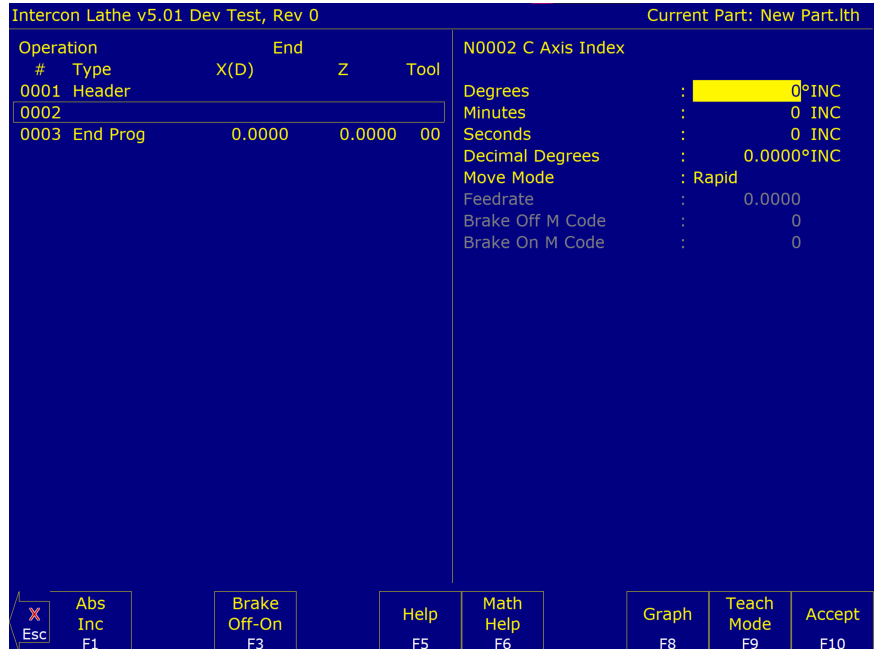 Intercon Lathe v5.01 Dev Test, Rev 0 Current Part: New Part.lth
Operation End
# Type X(D) Z Tool
0001 Header
0002
0003 End Prog 0.0000 0.0000 00
N0002 C Axis Index
Degrees : 0°INC
Minutes : 0 INC
Seconds : 0 INC
Decimal Degrees : 0.0000°INC
Move Mode : Rapid
Feedrate : 0.0000
Brake Off M Code : 0
Brake On M Code : 0
X
Esc
Abs
Inc
F1
Brake
Off-On
F3
Help
F5
Math
Help
F6
Graph
F8
Teach
Mode
F9
Accept
F10